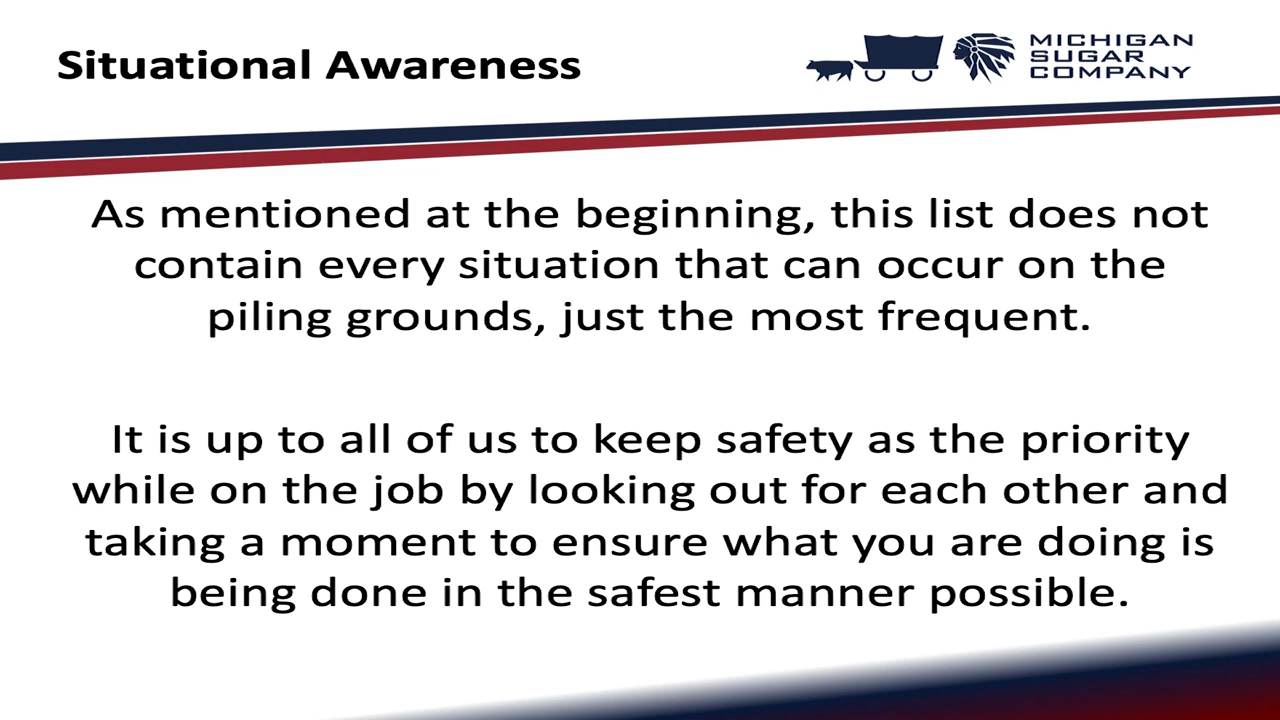 Situational Awareness
MICHIGAN
SUGAR
COMPANY
As mentioned at the beginning, this list does not
contain every situation that can occur on the
piling grounds, just the most frequent.
It is up to all of us to keep safety as the priority
while on the job by looking out for each other and
taking a moment to ensure what you are doing is
being done in the safest manner possible.